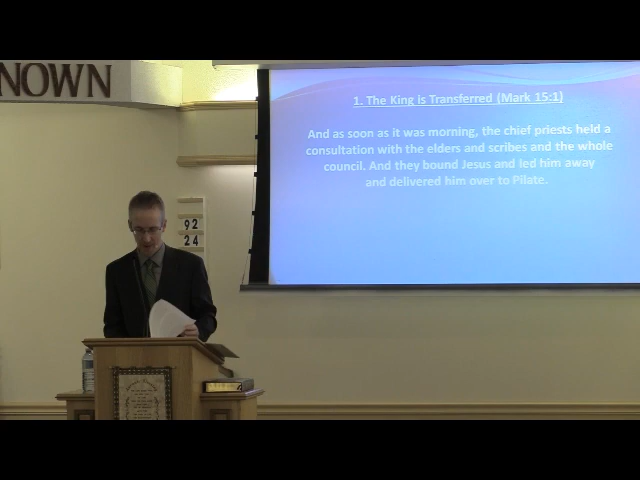 NOWN
1. The King is Transferred (Mark 15:1)
And as soon as it was morning, the chief priests held a
consultation with the elders and scribes and the whole
council. And they bound Jesus and led him away
and delivered him over to Pilate.
92
24